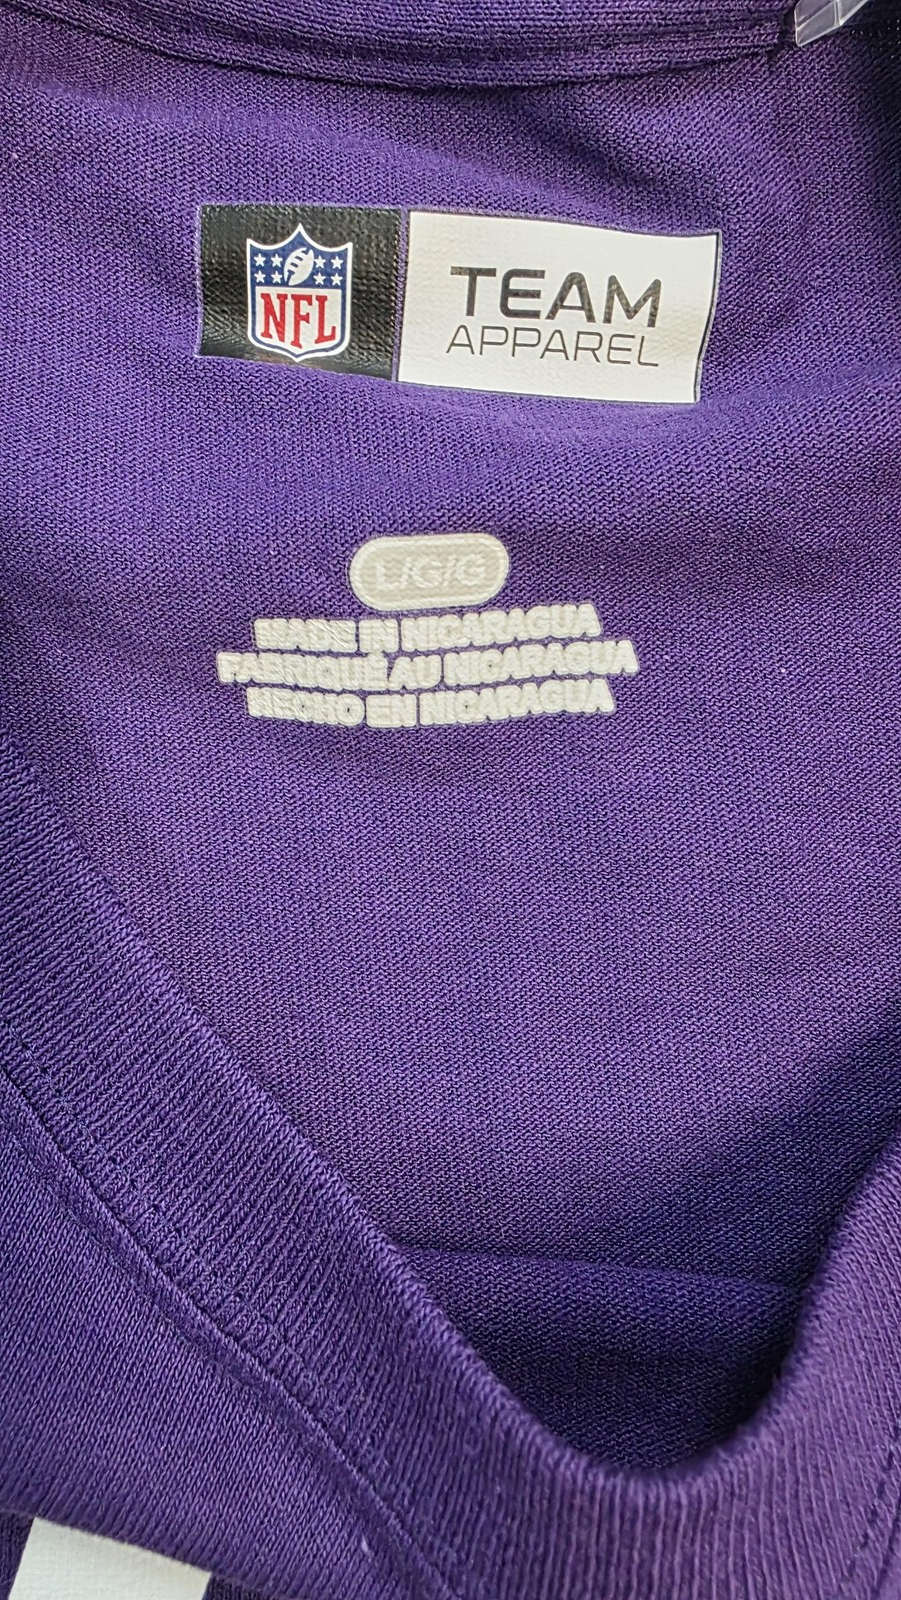 NFL
TEAM
APPAREL
L/G/G
MADE IN NICARAGUA
FABRIQUÉ AU NICARAGUA
HECHO EN NICARAGUA